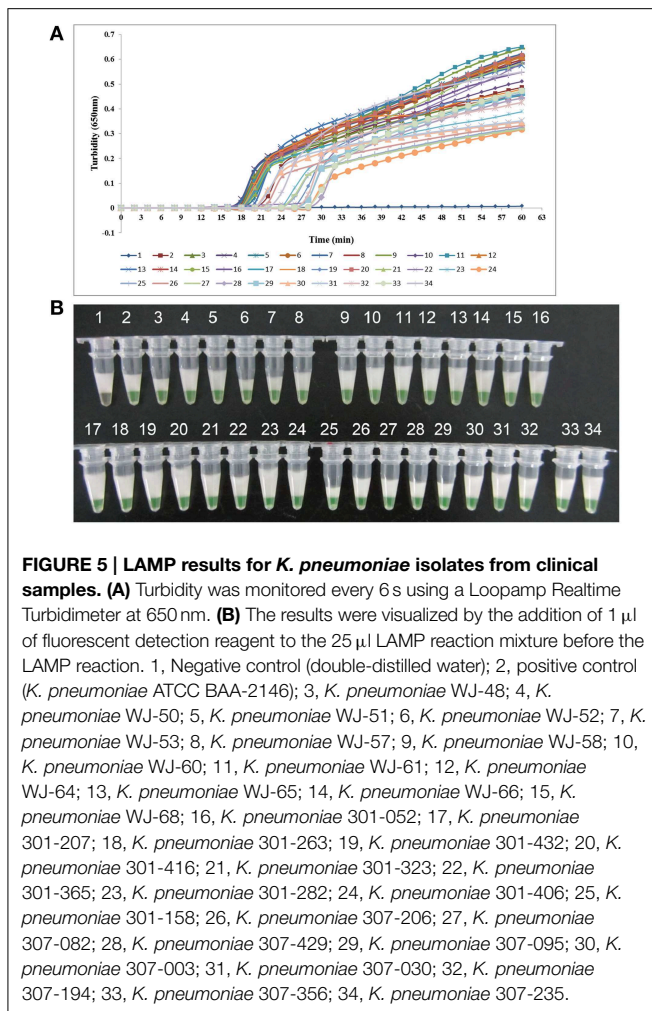 A
0.7
0.6
0.5
0.4
0.3
0.2
0.1
0
-0.1
Turbidity (650nm)
0 3 6 9 12 15 18 21 24 27 30 33 36 39 42 45 48 51 54 57 60 63
Time (min)
1 2 3 4 5 6 7 8 9 10 11 12
13 14 15 16 17 18 19 20 21 22 23 24
25 26 27 28 29 30 31 32 33 34
B
1 2 3 4 5 6 7 8 9 10 11 12 13 14 15 16
17 18 19 20 21 22 23 24 25 26 27 28 29 30 31 32 33 34
FIGURE 5 | LAMP results for K. pneumoniae isolates from clinical
samples. (A) Turbidity was monitored every 6 s using a Loopamp Realtime
Turbidimeter at 650 nm. (B) The results were visualized by the addition of 1 μl
of fluorescent detection reagent to the 25 μl LAMP reaction mixture before the
LAMP reaction. 1, Negative control (double-distilled water); 2, positive control
(K. pneumoniae ATCC BAA-2146); 3, K. pneumoniae WJ-48; 4, K.
pneumoniae WJ-50; 5, K. pneumoniae WJ-51; 6, K. pneumoniae WJ-52; 7, K.
pneumoniae WJ-53; 8, K. pneumoniae WJ-57; 9, K. pneumoniae WJ-58; 10,
K. pneumoniae WJ-60; 11, K. pneumoniae WJ-61; 12, K. pneumoniae
WJ-64; 13, K. pneumoniae WJ-65; 14, K. pneumoniae WJ-66; 15, K.
pneumoniae WJ-68; 16, K. pneumoniae 301-052; 17, K. pneumoniae
301-207; 18, K. pneumoniae 301-263; 19, K. pneumoniae 301-432; 20, K.
pneumoniae 301-416; 21, K. pneumoniae 301-323; 22, K. pneumoniae
301-365; 23, K. pneumoniae 301-282; 24, K. pneumoniae 301-406; 25, K.
pneumoniae 301-158; 26, K. pneumoniae 307-206; 27, K. pneumoniae
307-082; 28, K. pneumoniae 307-429; 29, K. pneumoniae 307-095; 30, K.
pneumoniae 307-003; 31, K. pneumoniae 307-030; 32, K. pneumoniae
307-194; 33, K. pneumoniae 307-356; 34, K. pneumoniae 307-235.